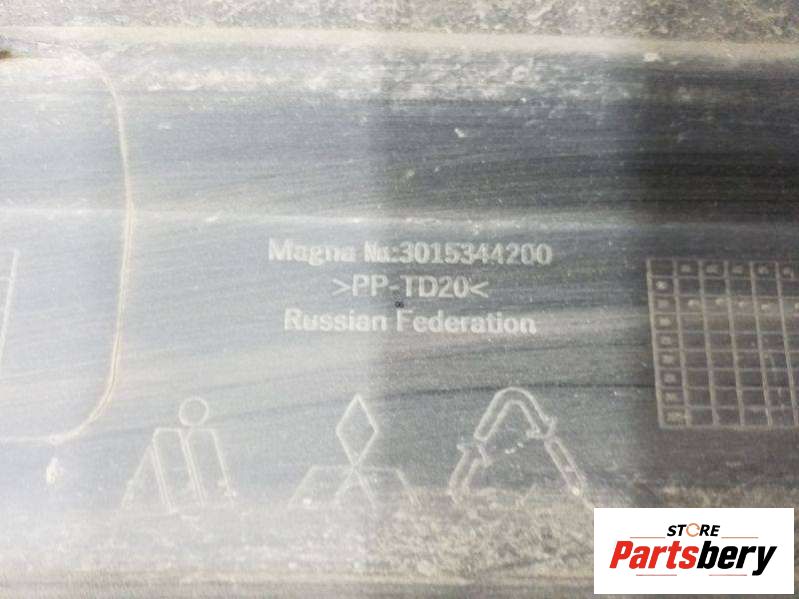 Magna No:3015344200
>PP-TD20<
Russian Federation
STORE
Partsbery